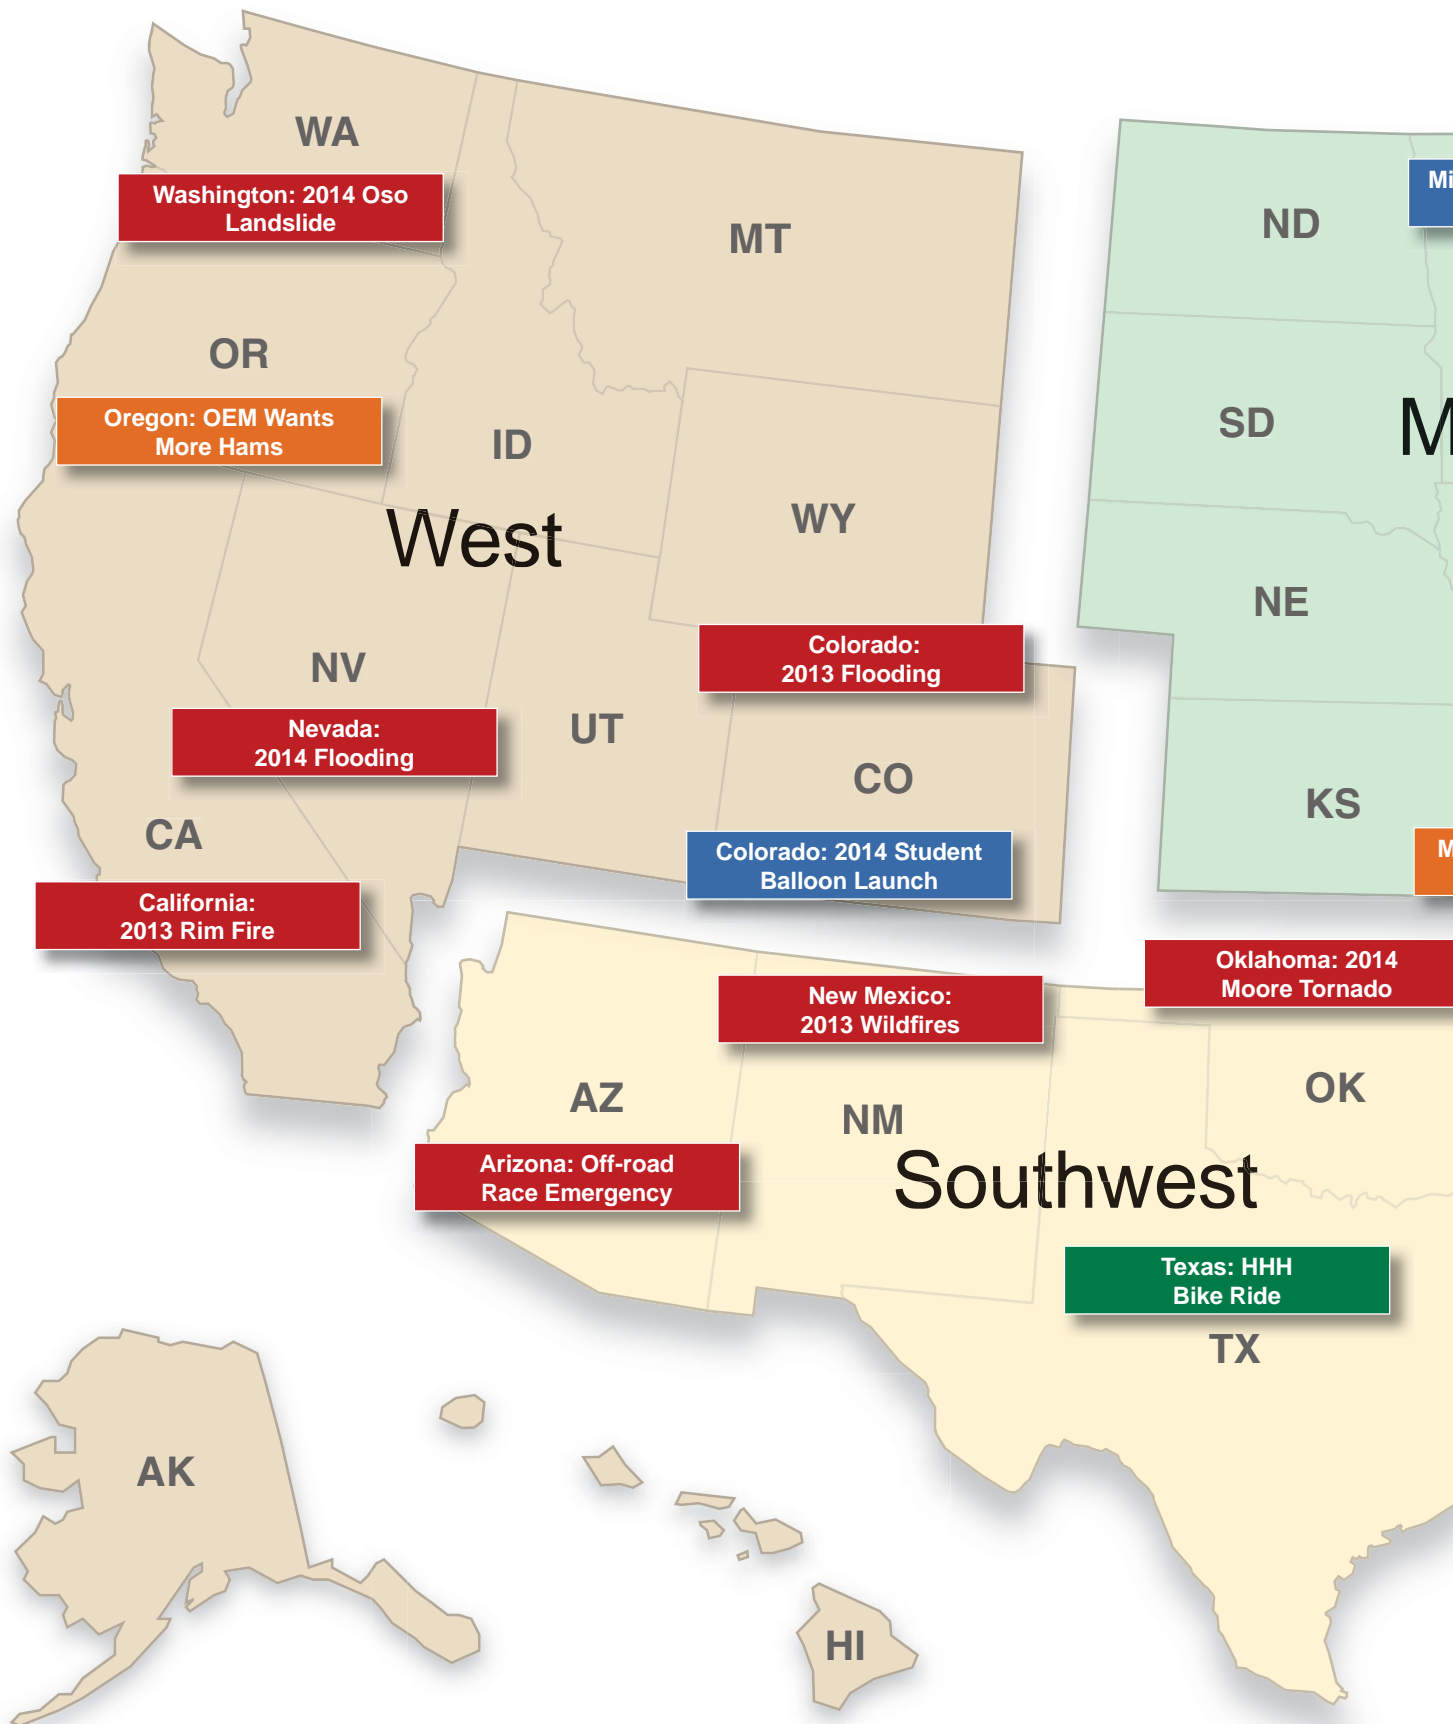 WA
Washington: 2014 Oso
Landslide
MT
ND
Mi
OR
Oregon: OEM Wants
More Hams
ID
SD
M
West
WY
NE
Colorado:
2013 Flooding
NV
Nevada:
2014 Flooding
UT
CO
KS
CA
Colorado: 2014 Student
Balloon Launch
M
California:
2013 Rim Fire
Oklahoma: 2014
Moore Tornado
New Mexico:
2013 Wildfires
AZ
NM
OK
Arizona: Off-road
Race Emergency
Southwest
Texas: HHH
Bike Ride
TX
AK
HI